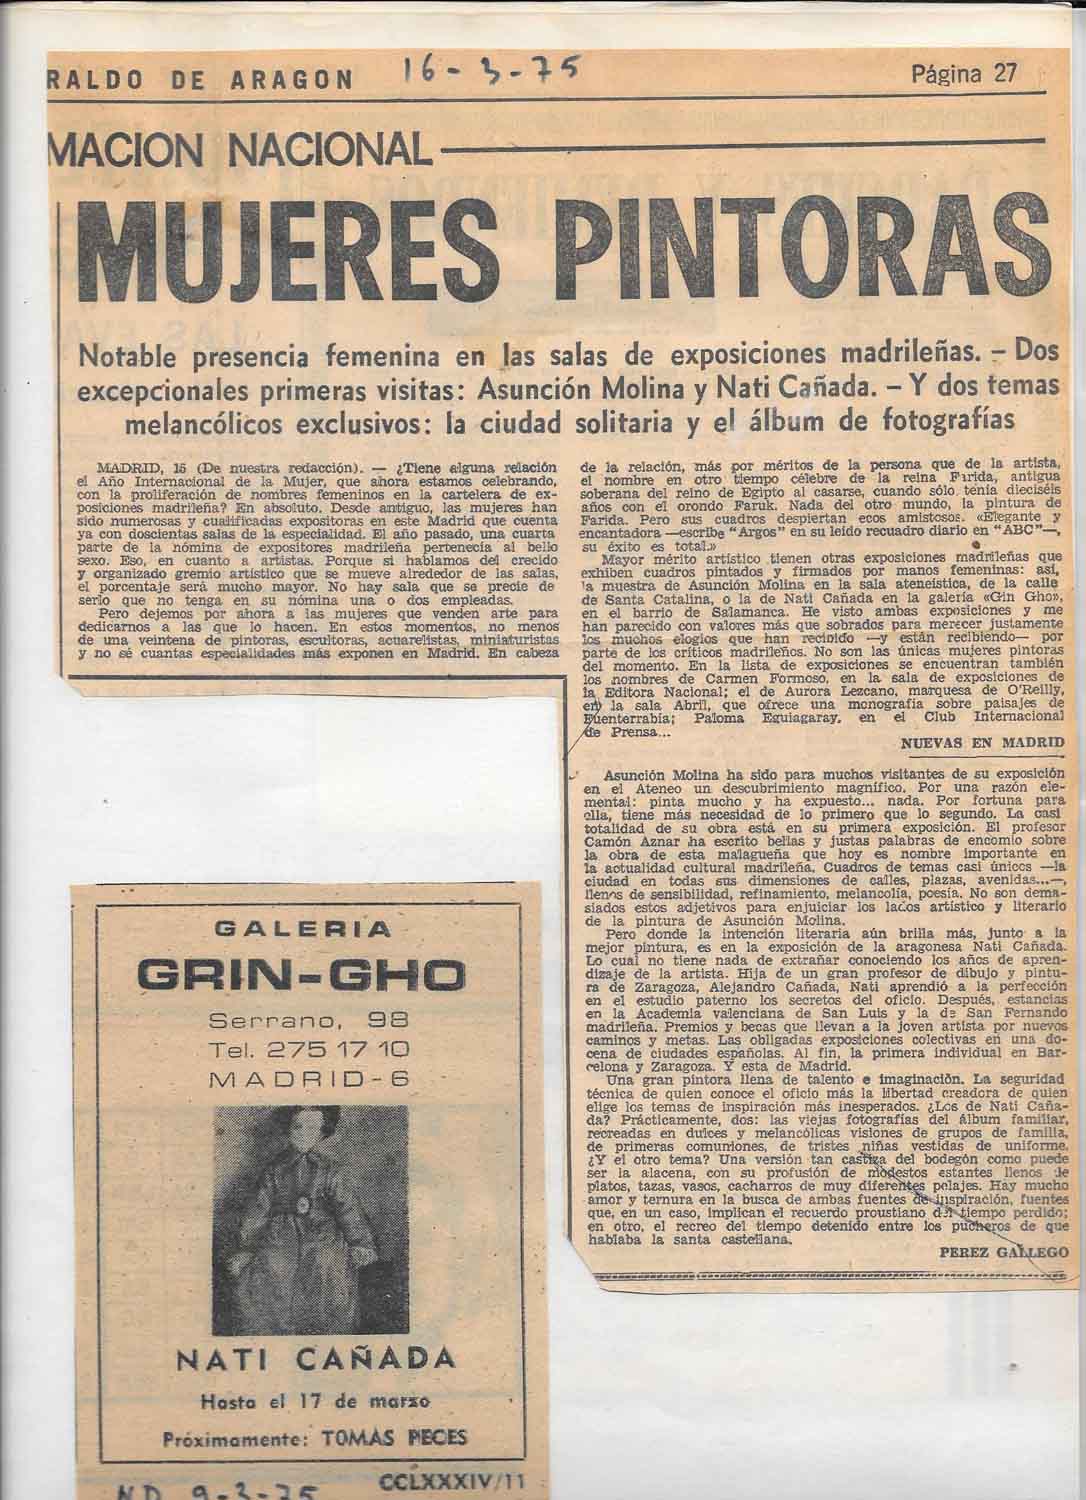 RALDO DE ARAGON
16-3-75
Página 27
MACION NACIONAL
MUJERES PINTORAS
Notable presencia femenina en las salas de exposiciones madrileñas. – Dos
excepcionales primeras visitas: Asunción Molina y Nati Cañada. – Y dos temas
melancólicos exclusivos: la ciudad solitaria y el álbum de fotografías
MADRID, 15 (De nuestra redacción). — ¿Tiene alguna relación
el Año Internacional de la Mujer, que ahora estamos celebrando,
con la proliferación de nombres femeninos en la cartelera de ex-
posiciones madrileña? En absoluto. Desde antiguo, las mujeres han
sido numerosas y cualificadas expositoras en este Madrid que cuenta
ya con doscientas salas de la especialidad. El año pasado, una cuarta
parte de la nómina de expositores madrileña pertenecía al bello
sexo. Eso, en cuanto a artistas. Porque si hablamos del crecido
y organizado gremio artístico que se mueve alrededor de las salas,
el porcentaje será mucho mayor. No hay sala que se precie de
serlo que no tenga en su nómina una o dos empleadas.
Pero dejemos por ahora a las mujeres que venden arte para
dedicarnos a las que lo hacen. En estos momentos, no menos
de una veintena de pintoras, escultoras, acuarelistas, miniaturistas
y no sé cuantas especialidades más exponen en Madrid. En cabeza
de la relación, más por méritos de la persona que de la artista,
el nombre en otro tiempo célebre de la reina Farida, antigua
soberana del reino de Egipto al casarse, cuando sólo tenía dieciséis
años con el orondo Faruk. Nada del otro mundo, la pintura de
Farida. Pero sus cuadros despiertan ecos amistosos. «Elegante y
encantadora —escribe "Argos" en su leído recuadro diario en "ABC"—,
su éxito es total.»
Mayor mérito artístico tienen otras exposiciones madrileñas que
exhiben cuadros pintados y firmados por manos femeninas: así,
la muestra de Asunción Molina en la sala ateneística, de la calle
de Santa Catalina, o la de Nati Cañada en la galería «Gin Gho»,
en el barrio de Salamanca. He visto ambas exposiciones y me
han parecido con valores más que sobrados para merecer justamente
los muchos elogios que han recibido —y están recibiendo— por
parte de los críticos madrileños. No son las únicas mujeres pintoras
del momento. En la lista de exposiciones se encuentran también
los nombres de Carmen Formoso, en la sala de exposiciones de
la Editora Nacional; el de Aurora Lezcano, marquesa de O'Reilly,
en la sala Abril, que ofrece una monografía sobre paisajes de
Fuenterrabía; Paloma Eguiagaray, en el Club Internacional
de Prensa...
NUEVAS EN MADRID
Asunción Molina ha sido para muchos visitantes de su exposición
en el Ateneo un descubrimiento magnífico. Por una razón ele-
mental: pinta mucho y ha expuesto... nada. Por fortuna para
ella, tiene más necesidad de lo primero que lo segundo. La casi
totalidad de su obra está en su primera exposición. El profesor
Camón Aznar ha escrito bellas y justas palabras de encomio sobre
la obra de esta malagueña que hoy es nombre importante en
la actualidad cultural madrileña. Cuadros de temas casi únicos —la
ciudad en todas sus dimensiones de calles, plazas, avenidas...—,
llenos de sensibilidad, refinamiento, melancolía, poesía. No son dema-
siados estos adjetivos para enjuiciar los lados artístico y literario
de la pintura de Asunción Molina.
Pero donde la intención literaria aún brilla más, junto a la
mejor pintura, es en la exposición de la aragonesa Nati Cañada.
Lo cual no tiene nada de extrañar conociendo los años de apren-
dizaje de la artista. Hija de un gran profesor de dibujo y pintu-
ra de Zaragoza, Alejandro Cañada, Nati aprendió a la perfección
en el estudio paterno los secretos del oficio. Después, estancias
en la Academia valenciana de San Luis y la de San Fernando
madrileña. Premios y becas que llevan a la joven artista por nuevos
caminos y metas. Las obligadas exposiciones colectivas en una do-
cena de ciudades españolas. Al fin, la primera individual en Bar-
celona y Zaragoza. Y esta de Madrid.
Una gran pintora llena de talento e imaginación. La seguridad
técnica de quien conoce el oficio más la libertad creadora de quien
elige los temas de inspiración más inesperados. ¿Los de Nati Caña-
da? Prácticamente, dos: las viejas fotografías del álbum familiar,
recreadas en dulces y melancólicas visiones de grupos de familia,
de primeras comuniones, de tristes niñas vestidas de uniforme.
¿Y el otro tema? Una versión tan castiza del bodegón como puede
ser la alacena, con su profusión de modestos estantes llenos de
platos, tazas, vasos, cacharros de muy diferentes pelajes. Hay mucho
amor y ternura en la busca de ambas fuentes de inspiración, fuentes
que, en un caso, implican el recuerdo proustiano del tiempo perdido;
en otro, el recreo del tiempo detenido entre los pucheros de que
hablaba la santa castellana.
PEREZ GALLEGO
GALERIA
GRIN-GHO
Serrano, 98
Tel. 275 17 10
MADRID-6
NATI CAÑADA
Hasta el 17 de marzo
Próximamente: TOMAS PECES
CCLXXXIV/11
ND 9-3-75